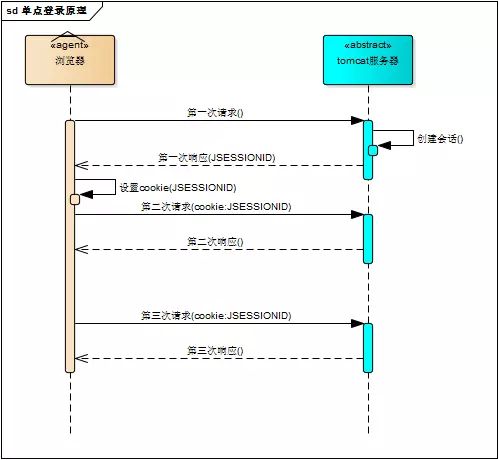 sd 单点登录原理
«agent»
浏览器
«abstract»
tomcat服务器
第一次请求()
创建会话()
第一次响应(JSESSIONID)
设置cookie(JSESSIONID)
第二次请求(cookie:JSESSIONID)
第二次响应()
第三次请求(cookie:JSESSIONID)
第三次响应()